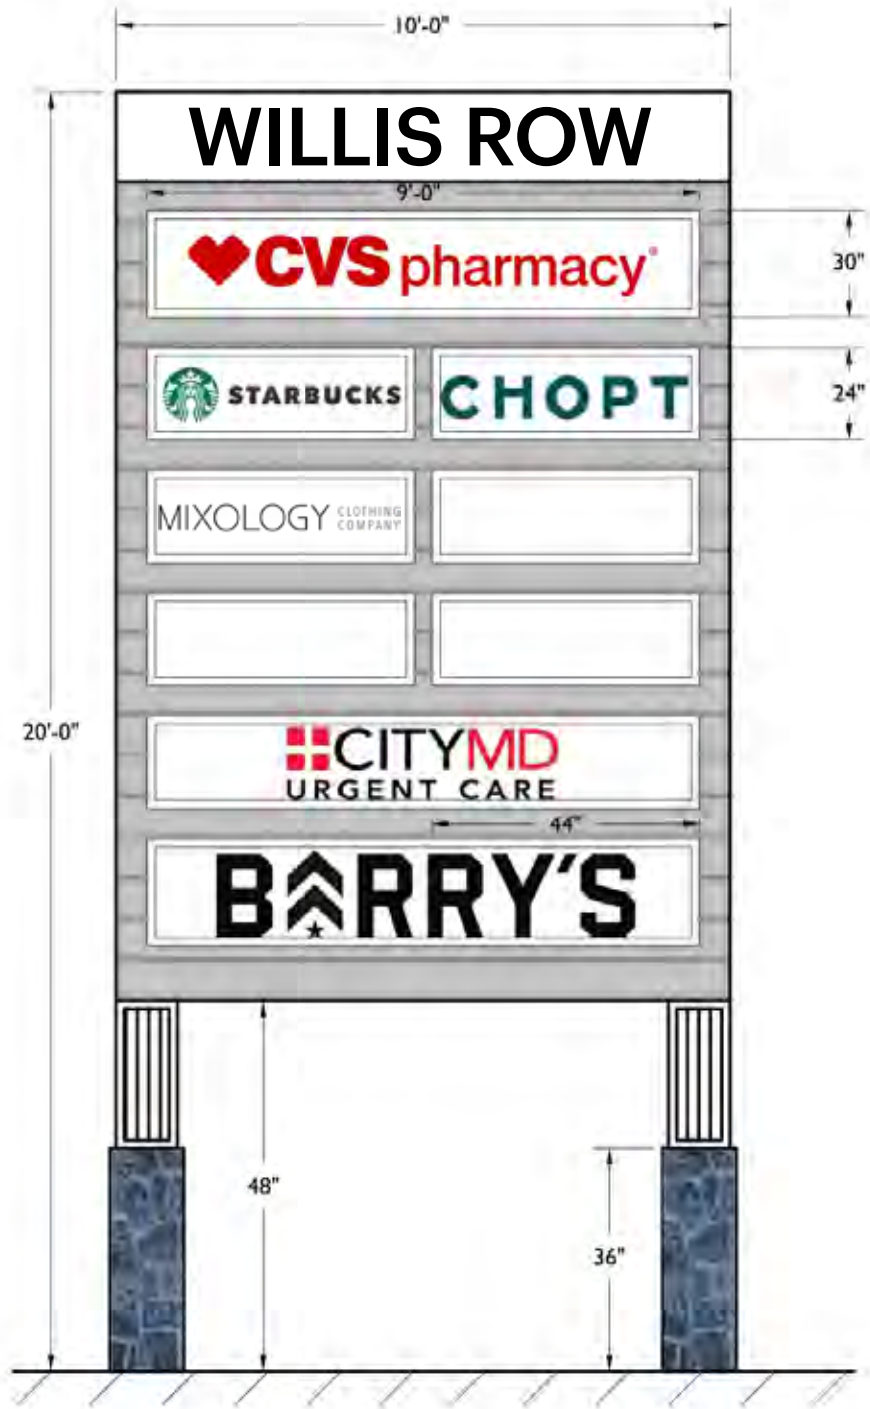 10'-0"
WILLIS ROW
9'-0"
CVS pharmacy®
30"
STARBUCKS
CHOPT
24"
MIXOLOGY CLOTHING
COMPANY
20'-0"
CITYMD
URGENT CARE
44"
BARRY'S
48"
36"